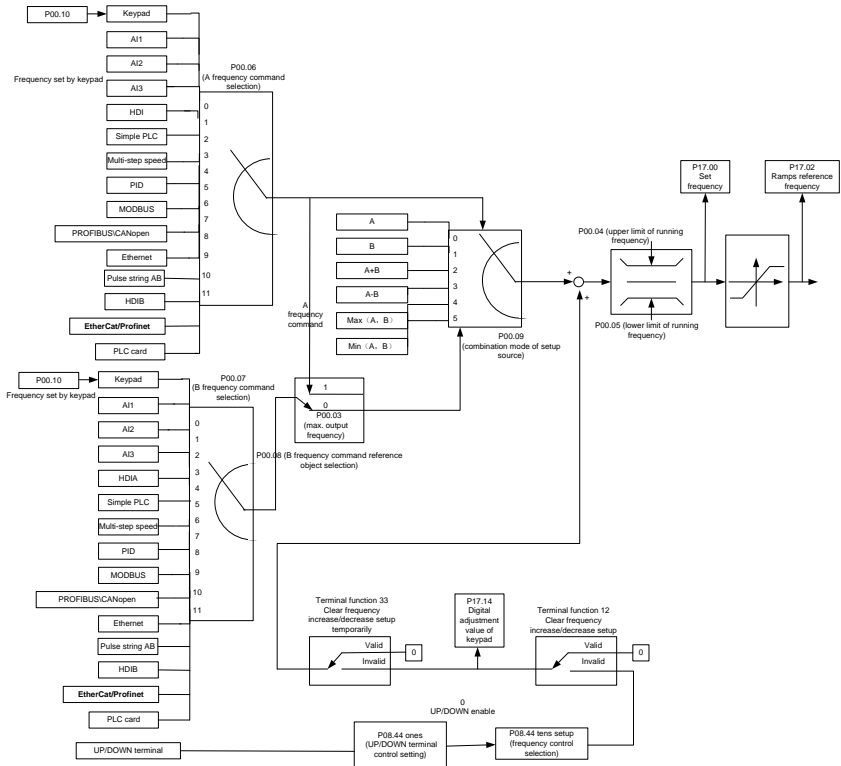 P00.10
Keypad
AI1
AI2
Frequency set by keypad
AI3
HDI
Simple PLC
Multi-step speed
PID
MODBUS
PROFIBUS\CANopen
Ethernet
Pulse string AB
HDIB
EtherCat/Profinet
PLC card
P00.06
(A frequency command
selection)
0
1
2
3
4
5
6
7
8
9
10
11
A
frequency
command
A
B
A+B
A-B
Max（A，B）
Min（A，B）
0
1
2
3
4
5
P00.09
(combination mode of setup
source)
+
+
P00.04 (upper limit of running
frequency)
P00.05 (lower limit of running
frequency)
P17.00
Set
frequency
P17.02
Ramps reference
frequency
P00.10
Frequency set by keypad
Keypad
AI1
AI2
AI3
HDIA
Simple PLC
Multi-step speed
PID
MODBUS
PROFIBUS\CANopen
Ethernet
Pulse string AB
HDIB
EtherCat/Profinet
PLC card
P00.07
(B frequency command
selection)
0
1
2
3
4
5
6
7
8
9
10
11
1
0
P00.03
(max. output
frequency)
P00.08 (B frequency command reference
object selection)
Terminal function 33
Clear frequency
increase/decrease setup
temporarily
Valid
Invalid
0
P17.14
Digital
adjustment
value of
keypad
Terminal function 12
Clear frequency
increase/decrease setup
Valid
Invalid
0
0
UP/DOWN enable
UP/DOWN terminal
P08.44 ones
(UP/DOWN terminal
control setting)
P08.44 tens setup
(frequency control
selection)